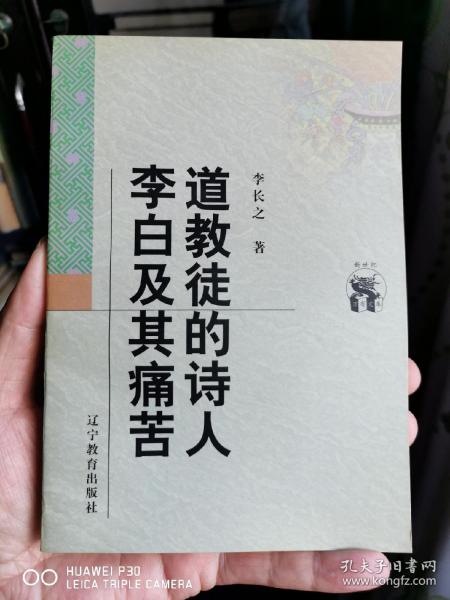 道教徒的诗人
李白及其痛苦
李长之 著
新世纪
辽宁教育出版社
HUAWEI P30
LEICA TRIPLE CAMERA
孔夫子旧书网
www.kongfz.com